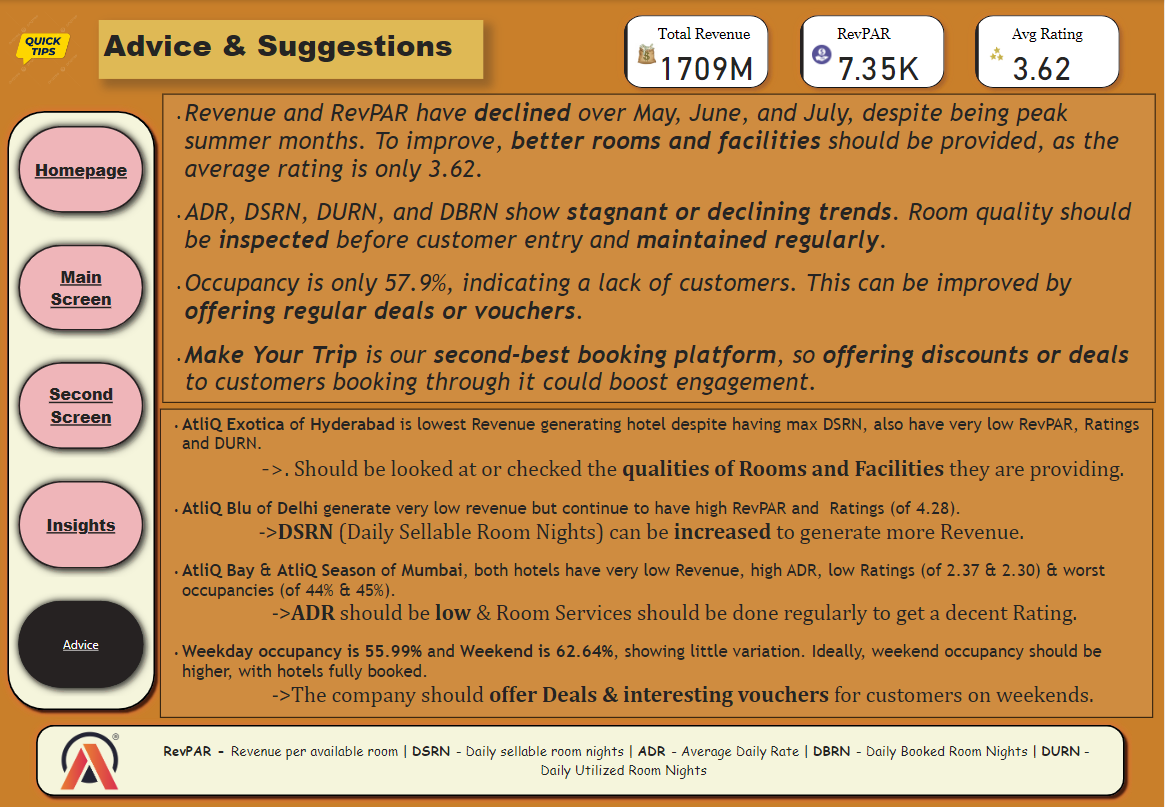 QUICK
TIPS
Advice & Suggestions
Total Revenue
1709M
RevPAR
7.35K
Avg Rating
3.62
Homepage
Main
Screen
Second
Screen
Insights
Advice
. Revenue and RevPAR have declined over May, June, and July, despite being peak
summer months. To improve, better rooms and facilities should be provided, as the
average rating is only 3.62.
. ADR, DSRN, DURN, and DBRN show stagnant or declining trends. Room quality should
be inspected before customer entry and maintained regularly.
. Occupancy is only 57.9%, indicating a lack of customers. This can be improved by
offering regular deals or vouchers.
. Make Your Trip is our second-best booking platform, so offering discounts or deals
to customers booking through it could boost engagement.
. AtliQ Exotica of Hyderabad is lowest Revenue generating hotel despite having max DSRN, also have very low RevPAR, Ratings
and DURN.
->. Should be looked at or checked the qualities of Rooms and Facilities they are providing.
. AtliQ Blu of Delhi generate very low revenue but continue to have high RevPAR and Ratings (of 4.28).
->DSRN (Daily Sellable Room Nights) can be increased to generate more Revenue.
. AtliQ Bay & AtliQ Season of Mumbai, both hotels have very low Revenue, high ADR, low Ratings (of 2.37 & 2.30) & worst
occupancies (of 44% & 45%).
->ADR should be low & Room Services should be done regularly to get a decent Rating.
. Weekday occupancy is 55.99% and Weekend is 62.64%, showing little variation. Ideally, weekend occupancy should be
higher, with hotels fully booked.
->The company should offer Deals & interesting vouchers for customers on weekends.
®
RevPAR - Revenue per available room | DSRN - Daily sellable room nights | ADR - Average Daily Rate | DBRN - Daily Booked Room Nights | DURN -
Daily Utilized Room Nights